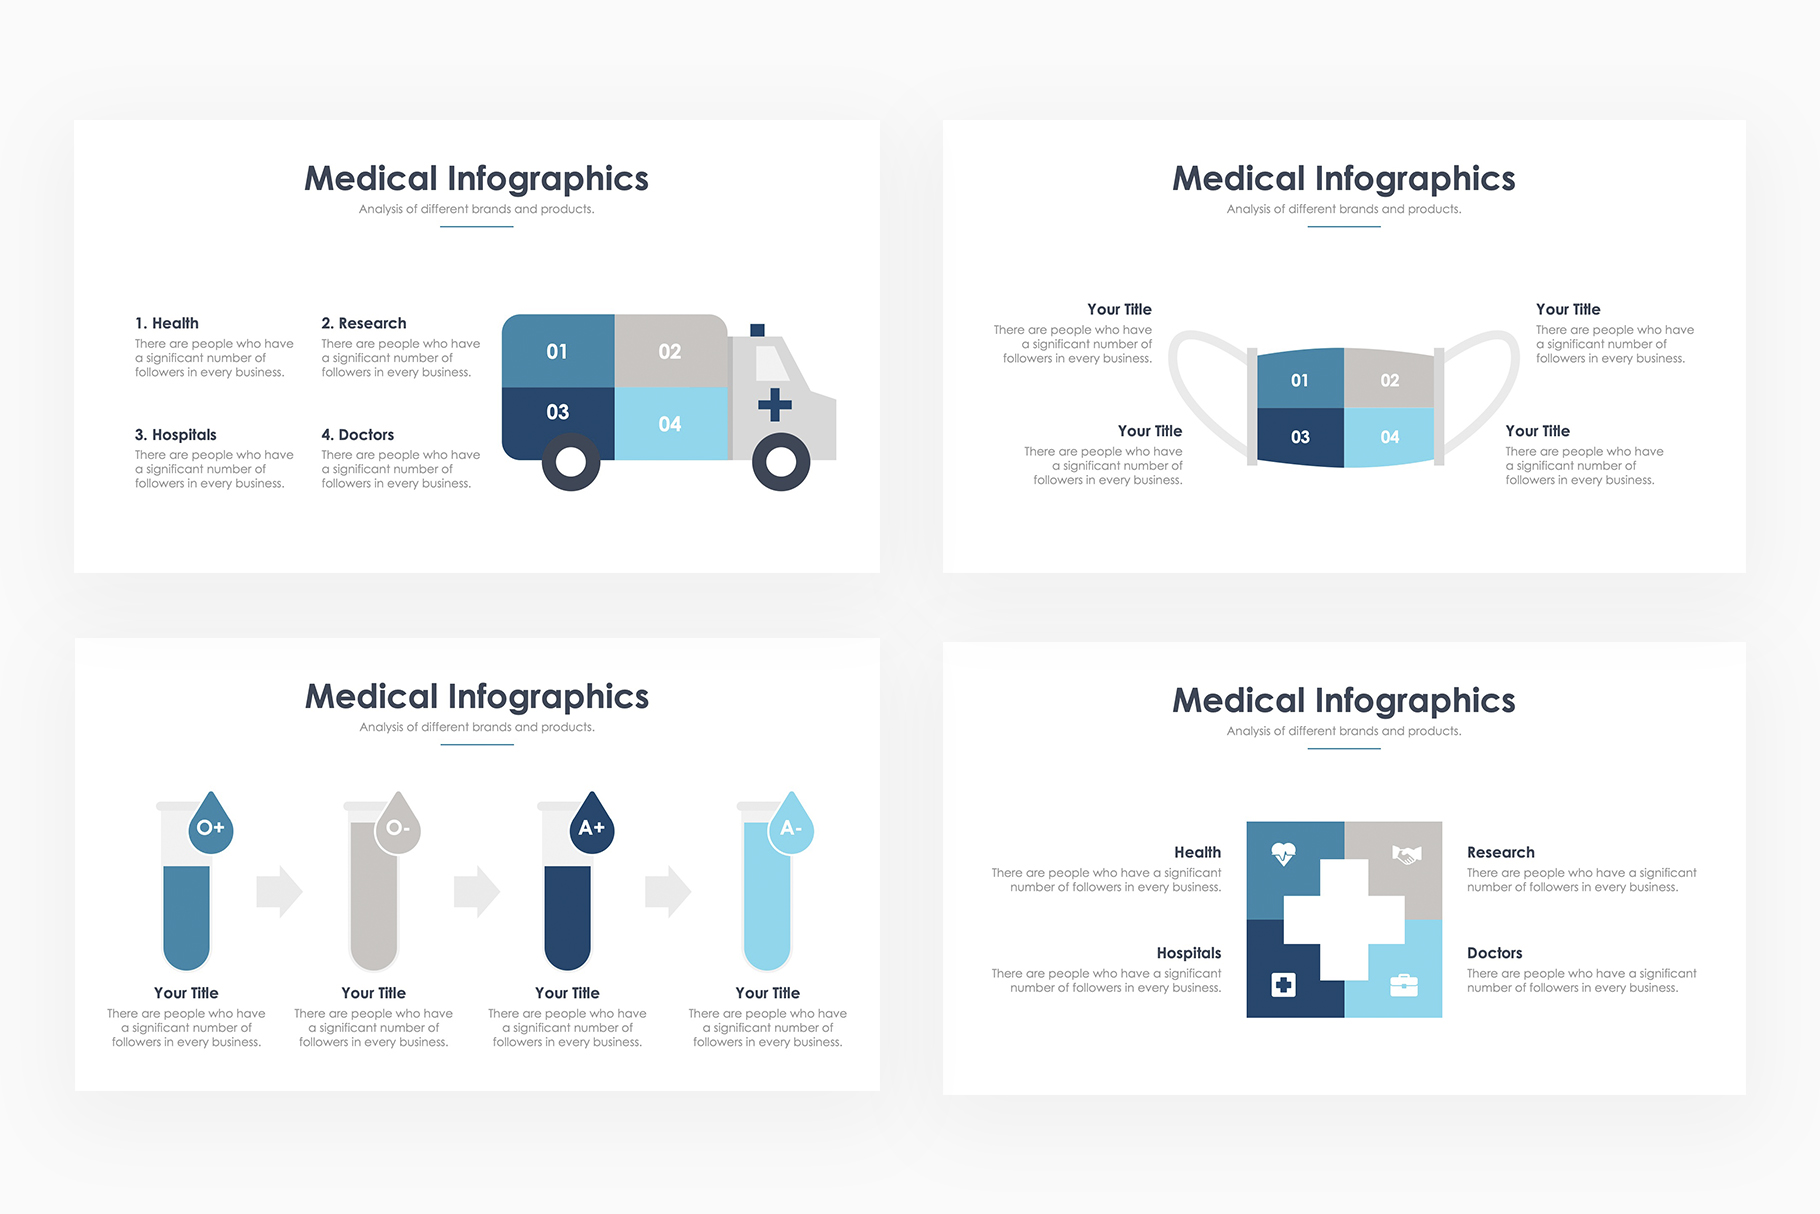 Medical Infographics
Analysis of different brands and products.
1. Health
There are people who have
a significant number of
followers in every business.
2. Research
There are people who have
a significant number of
followers in every business.
3. Hospitals
There are people who have
a significant number of
followers in every business.
4. Doctors
There are people who have
a significant number of
followers in every business.
01
02
03
04
Medical Infographics
Analysis of different brands and products.
Your Title
There are people who have
a significant number of
followers in every business.
Your Title
There are people who have
a significant number of
followers in every business.
01
02
03
04
Your Title
There are people who have
a significant number of
followers in every business.
Your Title
There are people who have
a significant number of
followers in every business.
Medical Infographics
Analysis of different brands and products.
O+
O-
A+
A-
Your Title
There are people who have
a significant number of
followers in every business.
Your Title
There are people who have
a significant number of
followers in every business.
Your Title
There are people who have
a significant number of
followers in every business.
Your Title
There are people who have
a significant number of
followers in every business.
Medical Infographics
Analysis of different brands and products.
Health
There are people who have a significant
number of followers in every business.
Research
There are people who have a significant
number of followers in every business.
Hospitals
There are people who have a significant
number of followers in every business.
Doctors
There are people who have a significant
number of followers in every business.